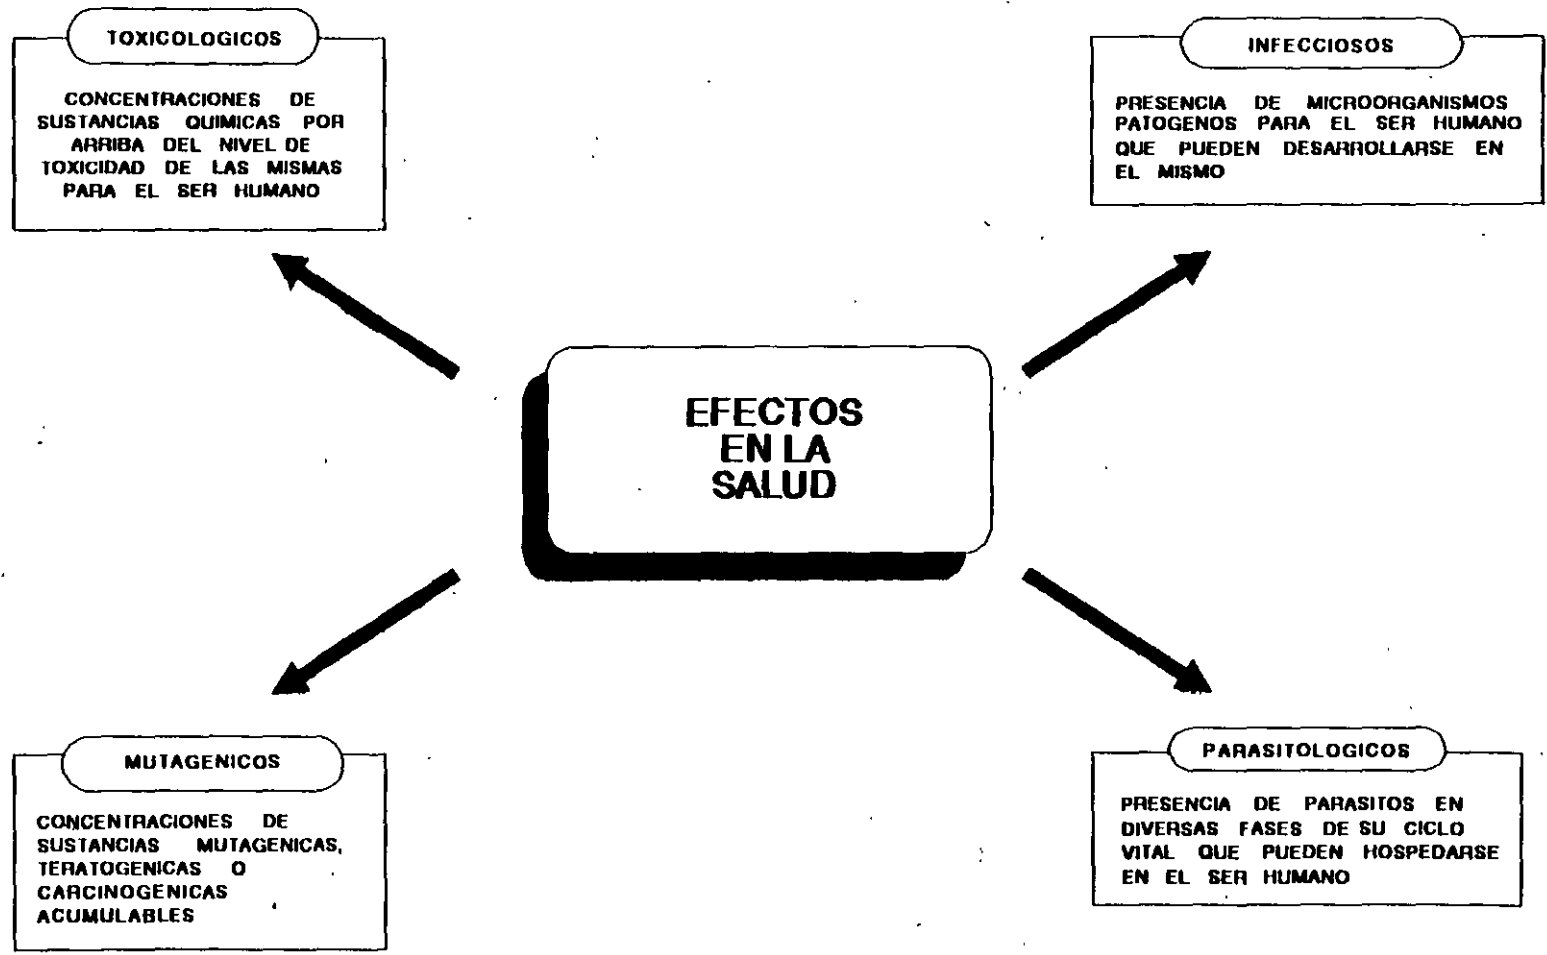 TOXICOLOGICOS
CONCENTRACIONES DE
SUSTANCIAS QUIMICAS POR
ARRIBA DEL NIVEL DE
TOXICIDAD DE LAS MISMAS
PARA EL SER HUMANO
INFECCIOSOS
PRESENCIA DE MICROORGANISMOS
PATOGENOS PARA EL SER HUMANO
QUE PUEDEN DESARROLLARSE EN
EL MISMO
EFECTOS
EN LA
SALUD
MUTAGENICOS
CONCENTRACIONES DE
SUSTANCIAS MUTAGENICAS,
TERATOGENICAS O
CARCINOGENICAS
ACUMULABLES
PARASITOLOGICOS
PRESENCIA DE PARASITOS EN
DIVERSAS FASES DE SU CICLO
VITAL QUE PUEDEN HOSPEDARSE
EN EL SER HUMANO